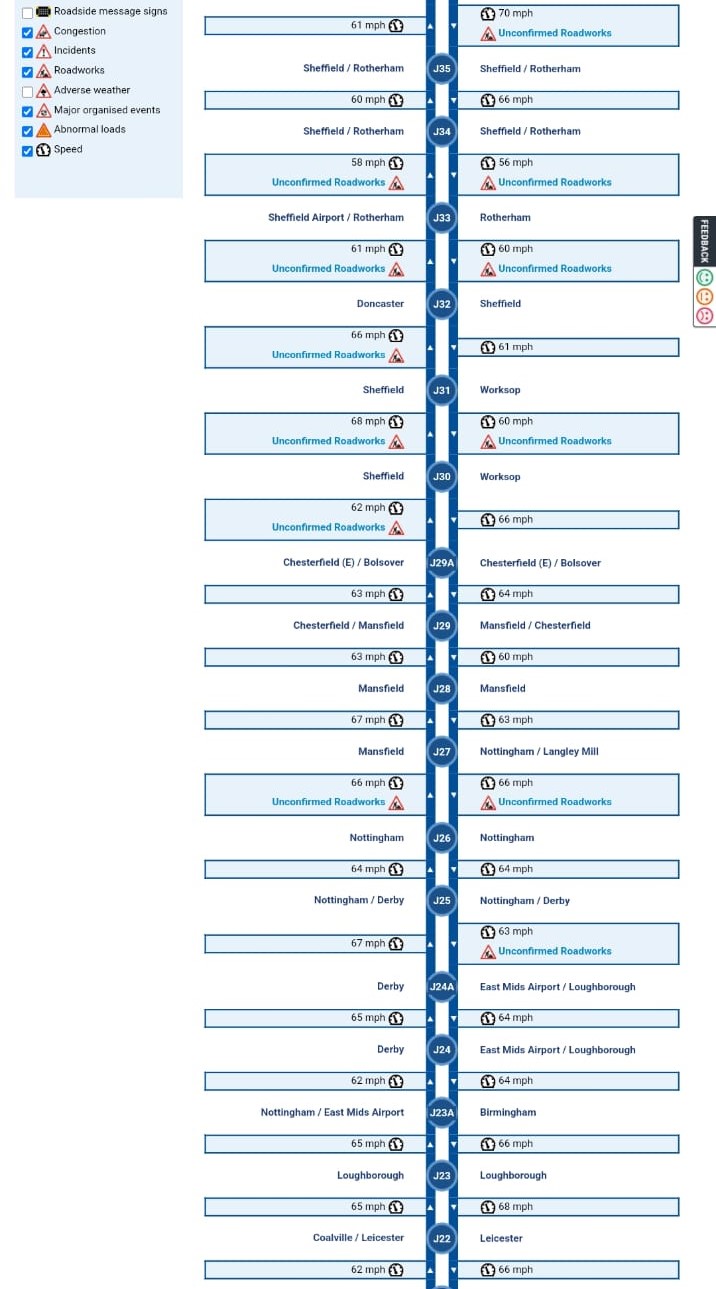 Roadside message signs
Congestion
Incidents
Roadworks
Adverse weather
Major organised events
Abnormal loads
Speed
61 mph
70 mph
Unconfirmed Roadworks
Sheffield / Rotherham J35 Sheffield / Rotherham
60 mph 66 mph
Sheffield / Rotherham J34 Sheffield / Rotherham
58 mph 56 mph
Unconfirmed Roadworks Unconfirmed Roadworks
Sheffield Airport / Rotherham J33 Rotherham
61 mph 60 mph
Unconfirmed Roadworks Unconfirmed Roadworks
FEEDBACK
Doncaster J32 Sheffield
66 mph
Unconfirmed Roadworks
61 mph
Sheffield J31 Worksop
68 mph 60 mph
Unconfirmed Roadworks Unconfirmed Roadworks
Sheffield J30 Worksop
62 mph
Unconfirmed Roadworks
66 mph
Chesterfield (E) / Bolsover J29A Chesterfield (E) / Bolsover
63 mph 64 mph
Chesterfield / Mansfield J29 Mansfield / Chesterfield
63 mph 60 mph
Mansfield J28 Mansfield
67 mph 63 mph
Mansfield J27 Nottingham / Langley Mill
66 mph 66 mph
Unconfirmed Roadworks Unconfirmed Roadworks
Nottingham J26 Nottingham
64 mph 64 mph
Nottingham / Derby J25 Nottingham / Derby
67 mph
63 mph
Unconfirmed Roadworks
Derby J24A East Mids Airport / Loughborough
65 mph 64 mph
Derby J24 East Mids Airport / Loughborough
62 mph 64 mph
Nottingham / East Mids Airport J23A Birmingham
65 mph 66 mph
Loughborough J23 Loughborough
65 mph 68 mph
Coalville / Leicester J22 Leicester
62 mph 66 mph